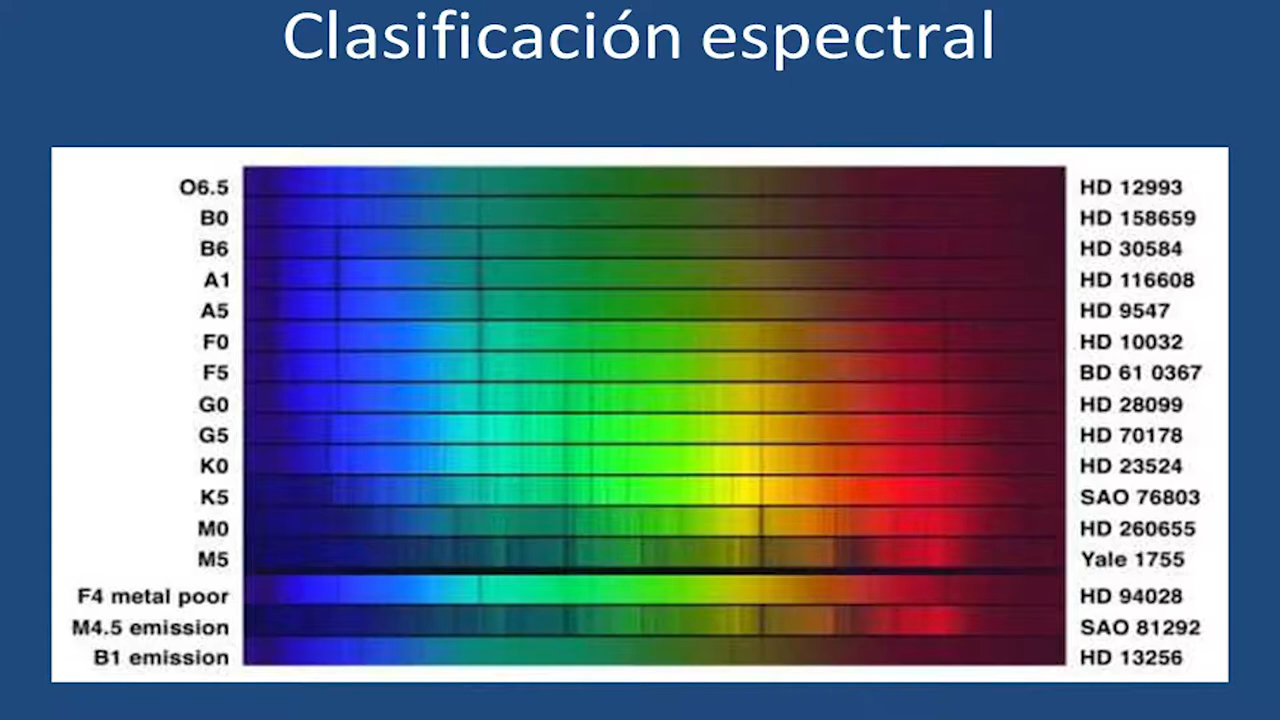 Clasificación espectral
O6.5 HD 12993
B0 HD 158659
B6 HD 30584
A1 HD 116608
A5 HD 9547
F0 HD 10032
F5 BD 61 0367
G0 HD 28099
G5 HD 70178
K0 HD 23524
K5 SAO 76803
M0 HD 260655
M5 Yale 1755
F4 metal poor HD 94028
M4.5 emission SAO 81292
B1 emission HD 13256